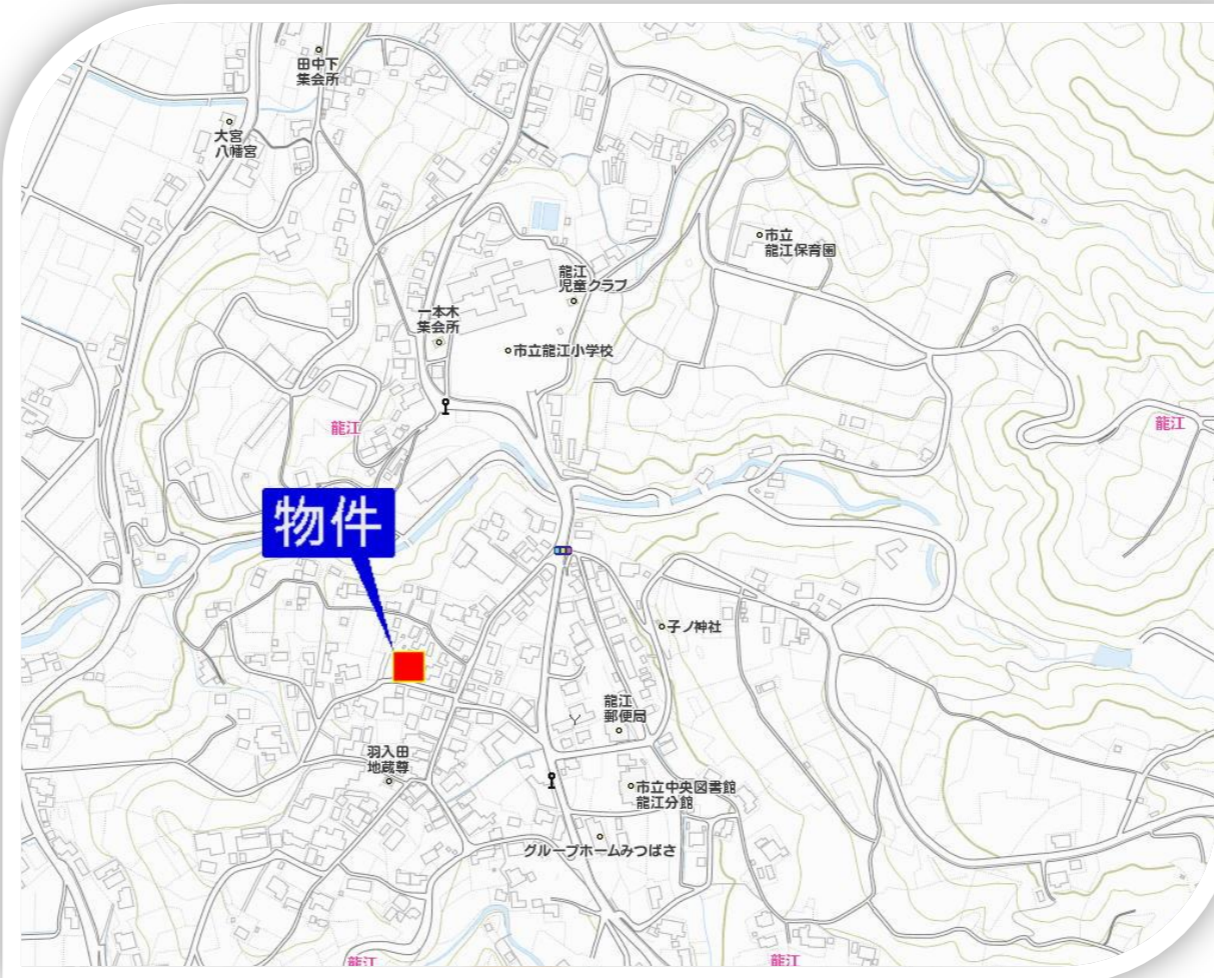 田中下
集会所
大宮
八幡宮
市立
龍江保育園
龍江
児童クラブ
一本木
集会所
市立龍江小学校
龍江
龍江
物件
子ノ神社
龍江
郵便局
羽入田
地蔵尊
市立中央図書館
龍江分館
グループホームみつばさ
龍江
龍江